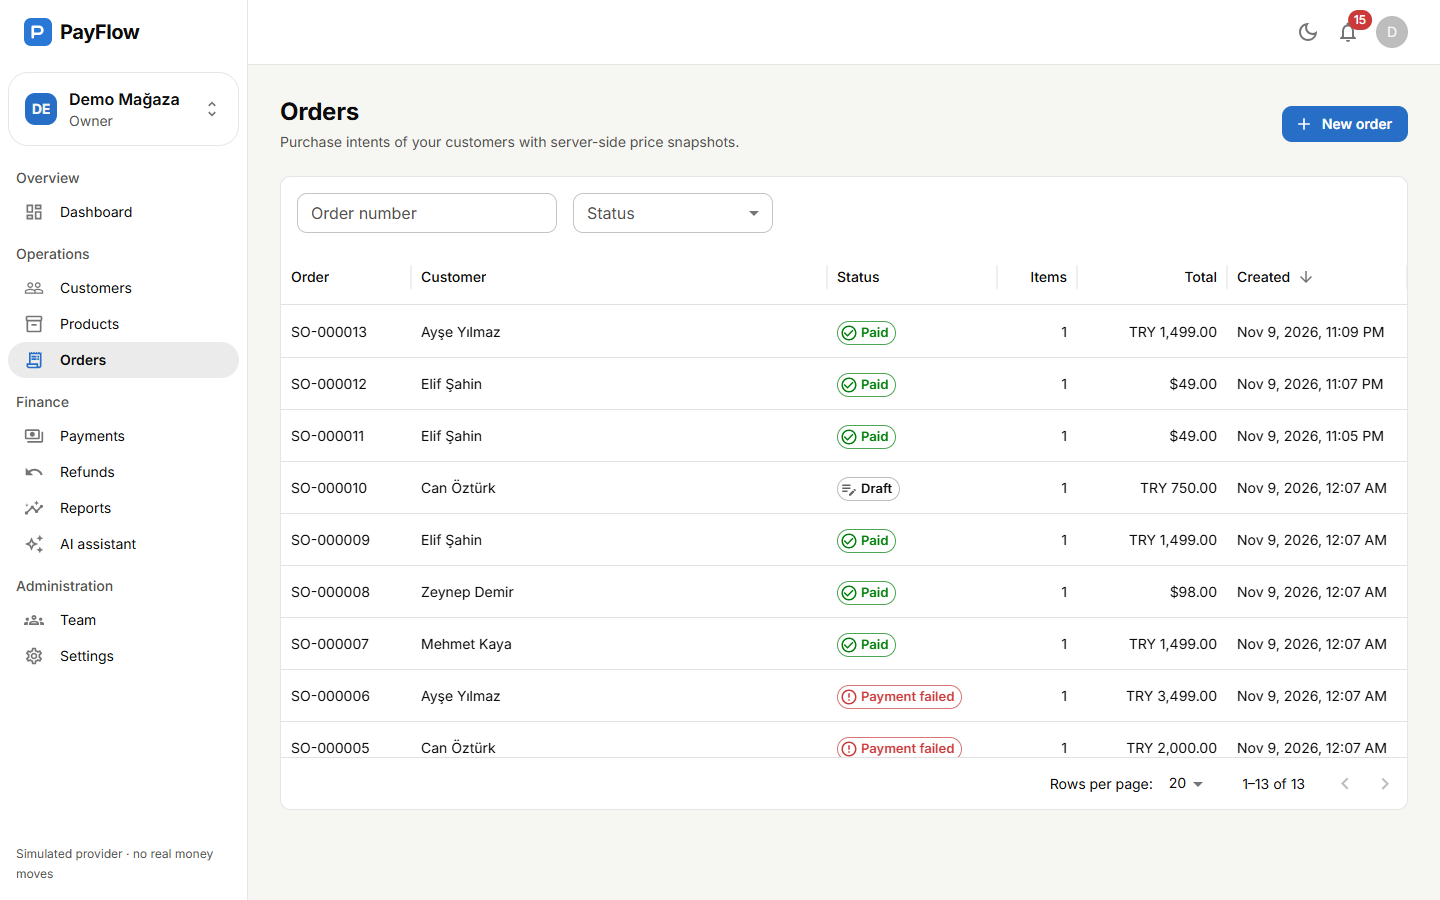 PayFlow
15
D
DE
Demo Mağaza
Owner
Overview
Dashboard
Operations
Customers
Products
Orders
Finance
Payments
Refunds
Reports
AI assistant
Administration
Team
Settings
Simulated provider · no real money
moves
Orders
Purchase intents of your customers with server-side price snapshots.
New order
Order number
Status
Order Customer Status Items Total Created
SO-000013 Ayşe Yılmaz Paid 1 TRY 1,499.00 Nov 9, 2026, 11:09 PM
SO-000012 Elif Şahin Paid 1 $49.00 Nov 9, 2026, 11:07 PM
SO-000011 Elif Şahin Paid 1 $49.00 Nov 9, 2026, 11:05 PM
SO-000010 Can Öztürk Draft 1 TRY 750.00 Nov 9, 2026, 12:07 AM
SO-000009 Elif Şahin Paid 1 TRY 1,499.00 Nov 9, 2026, 12:07 AM
SO-000008 Zeynep Demir Paid 1 $98.00 Nov 9, 2026, 12:07 AM
SO-000007 Mehmet Kaya Paid 1 TRY 1,499.00 Nov 9, 2026, 12:07 AM
SO-000006 Ayşe Yılmaz Payment failed 1 TRY 3,499.00 Nov 9, 2026, 12:07 AM
SO-000005 Can Öztürk Payment failed 1 TRY 2,000.00 Nov 9, 2026, 12:07 AM
Rows per page: 20 1–13 of 13